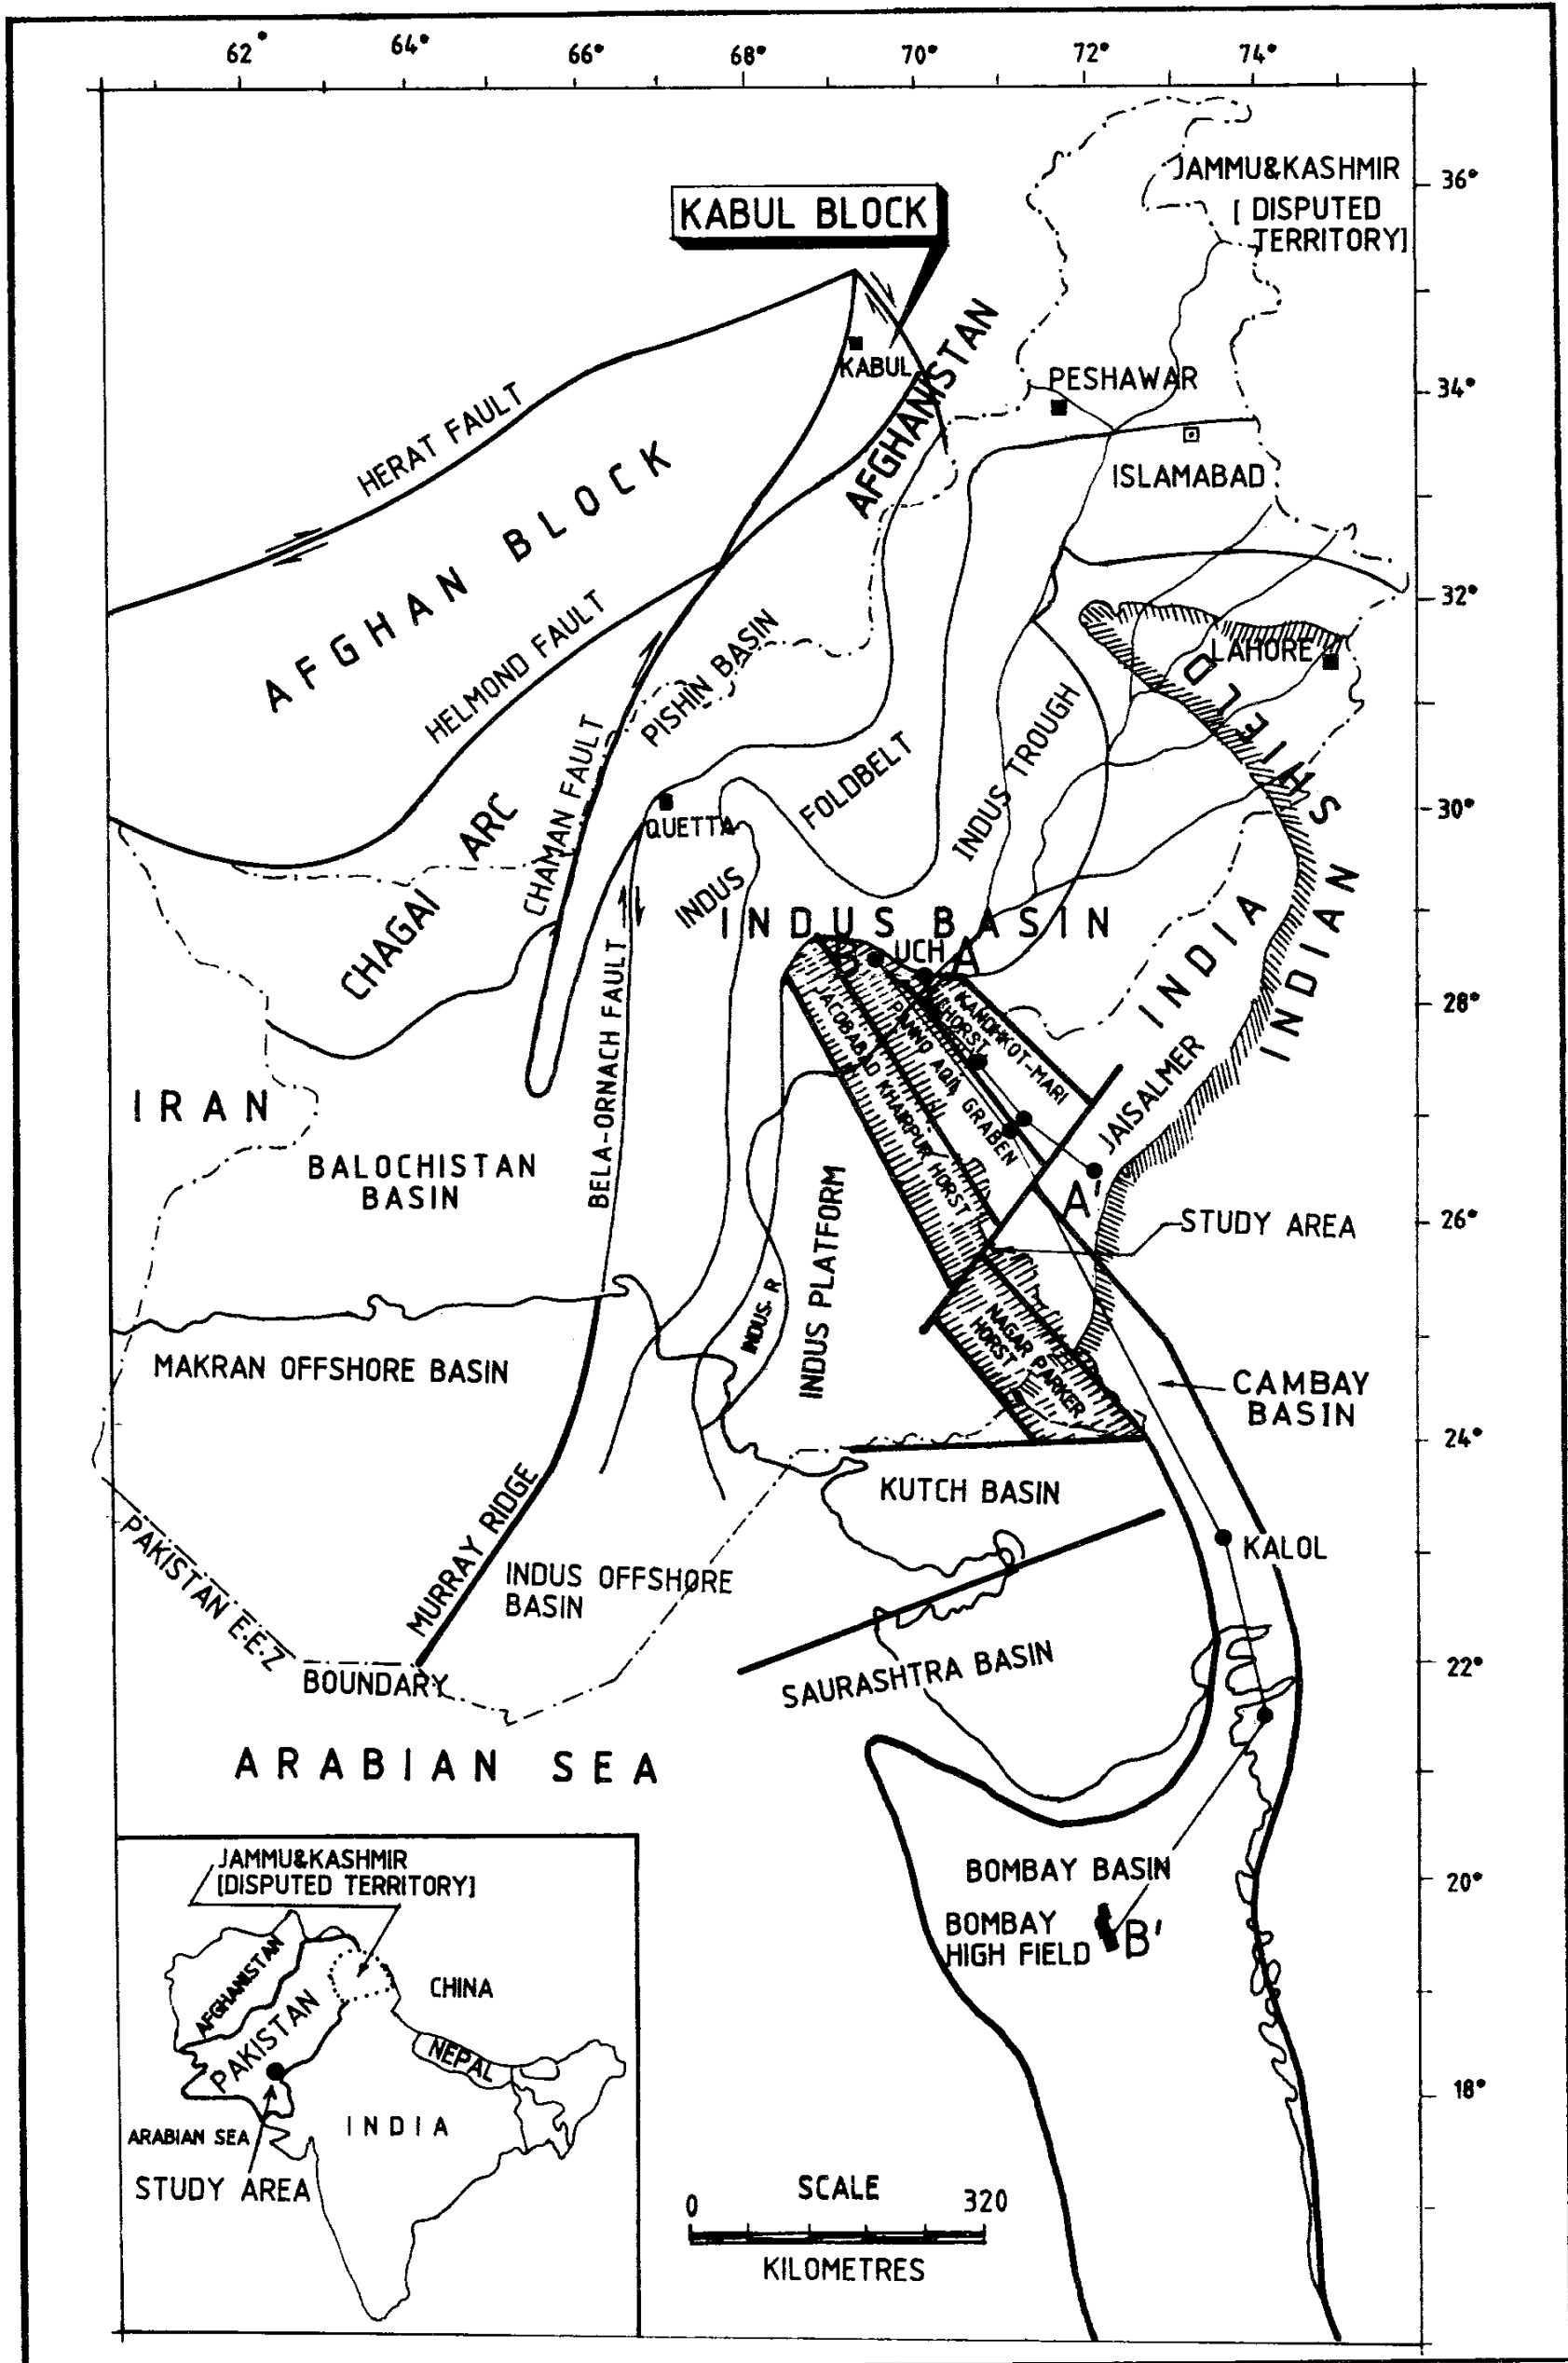 62° 64° 66° 68° 70° 72° 74°
JAMMU&KASHMIR
[ DISPUTED
TERRITORY]
36°
KABUL BLOCK
KABUL
AFGHANISTAN
PESHAWAR
34°
ISLAMABAD
HERAT FAULT
AFGHAN BLOCK
32°
HELMOND FAULT
PISHIN BASIN
LAHORE
INDIAN SHIELD
CHAMAN FAULT
FOLDBELT
INDUS TROUGH
30°
CHAGAI ARC
QUETTA
INDUS
INDUS BASIN
UCH
A
INDIA
28°
KANDHKOT-MARI
HORST
PANNO AQIL GRABEN
JACOBABAD KHAIRPUR HORST
JAISALMER
A'
IRAN
BELA-ORNACH FAULT
BALOCHISTAN
BASIN
26°
STUDY AREA
INDUS PLATFORM
INDUS-R
NAGAR PARKER
HORST
MAKRAN OFFSHORE BASIN
CAMBAY
BASIN
24°
KUTCH BASIN
KALOL
MURRAY RIDGE
PAKISTAN E.E.Z
BOUNDARY
INDUS OFFSHORE
BASIN
22°
SAURASHTRA BASIN
ARABIAN SEA
BOMBAY BASIN
20°
BOMBAY
HIGH FIELD
B'
18°
JAMMU&KASHMIR
[DISPUTED TERRITORY]
AFGHANISTAN
PAKISTAN
CHINA
NEPAL
INDIA
ARABIAN SEA
STUDY AREA
SCALE
0 320
KILOMETRES